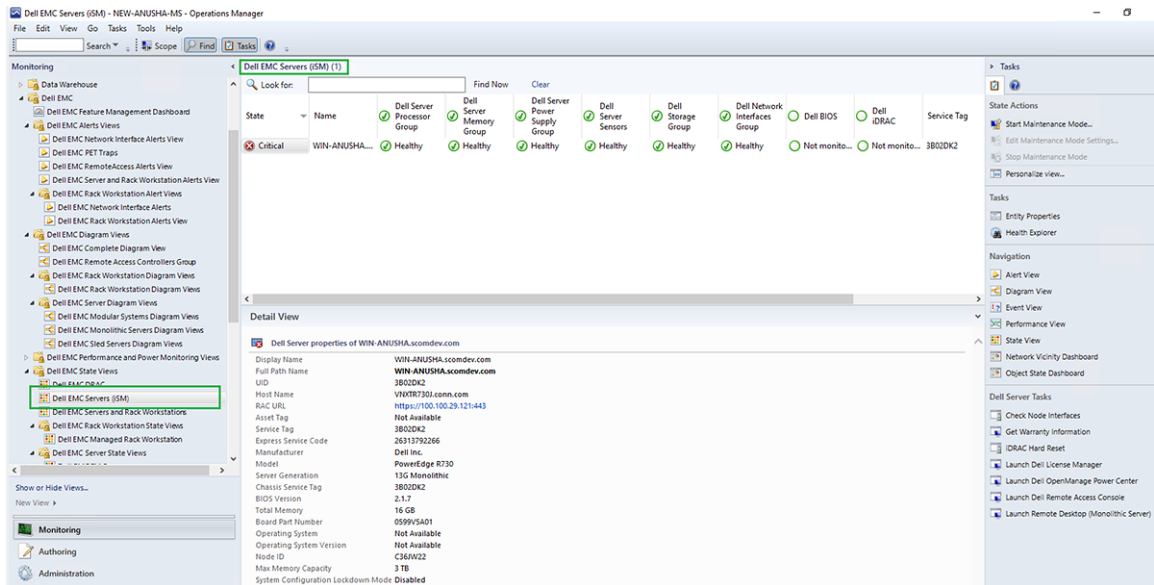 Dell EMC Servers (iSM) - NEW-ANUSHA-MS - Operations Manager
File Edit View Go Tasks Tools Help
Search Scope Find Tasks
Monitoring
Data Warehouse
Dell EMC
Dell EMC Feature Management Dashboard
Dell EMC Alerts Views
Dell EMC Network Interface Alerts View
Dell EMC PET Traps
Dell EMC RemoteAccess Alerts View
Dell EMC Server and Rack Workstation Alerts View
Dell EMC Rack Workstation Alert Views
Dell EMC Network Interface Alerts
Dell EMC Rack Workstation Alerts View
Dell EMC Diagram Views
Dell EMC Complete Diagram View
Dell EMC Remote Access Controllers Group
Dell EMC Rack Workstation Diagram Views
Dell EMC Rack Workstation Diagram Views
Dell EMC Server Diagram Views
Dell EMC Modular Systems Diagram Views
Dell EMC Monolithic Servers Diagram Views
Dell EMC Sled Servers Diagram Views
Dell EMC Performance and Power Monitoring Views
Dell EMC State Views
Dell EMC DRAC
Dell EMC Servers (iSM)
Dell EMC Servers and Rack Workstations
Dell EMC Rack Workstation State Views
Dell EMC Managed Rack Workstation
Dell EMC Server State Views
Show or Hide Views...
New View
Monitoring
Authoring
Administration
Dell EMC Servers (iSM) (1)
Look for: Find Now Clear
State Name Dell Server Processor Group Dell Server Memory Group Dell Server Power Supply Group Dell Server Sensors Dell Storage Group Dell Network Interfaces Group Dell BIOS Dell iDRAC Service Tag
Critical WIN-ANUSHA.... Healthy Healthy Healthy Healthy Healthy Healthy Not monito... Not monito... 3B02DK2
Detail View
Dell Server properties of WIN-ANUSHA.scomdev.com
Display Name WIN-ANUSHA.scomdev.com
Full Path Name WIN-ANUSHA.scomdev.com
UID 3B02DK2
Host Name VNXTR730J.conn.com
RAC URL https://100.100.29.121:443
Asset Tag Not Available
Service Tag 3B02DK2
Express Service Code 26313792266
Manufacturer Dell Inc.
Model PowerEdge R730
Server Generation 13G Monolithic
Chassis Service Tag 3B02DK2
BIOS Version 2.1.7
Total Memory 16 GB
Board Part Number 0599V5A01
Operating System Not Available
Operating System Version Not Available
Node ID C36JW22
Max Memory Capacity 3 TB
System Configuration Lockdown Mode Disabled
Tasks
State Actions
Start Maintenance Mode...
Edit Maintenance Mode Settings...
Stop Maintenance Mode
Personalize view...
Tasks
Entity Properties
Health Explorer
Navigation
Alert View
Diagram View
Event View
Performance View
State View
Network Vicinity Dashboard
Object State Dashboard
Dell Server Tasks
Check Node Interfaces
Get Warranty Information
iDRAC Hard Reset
Launch Dell License Manager
Launch Dell OpenManage Power Center
Launch Dell Remote Access Console
Launch Remote Desktop (Monolithic Server)